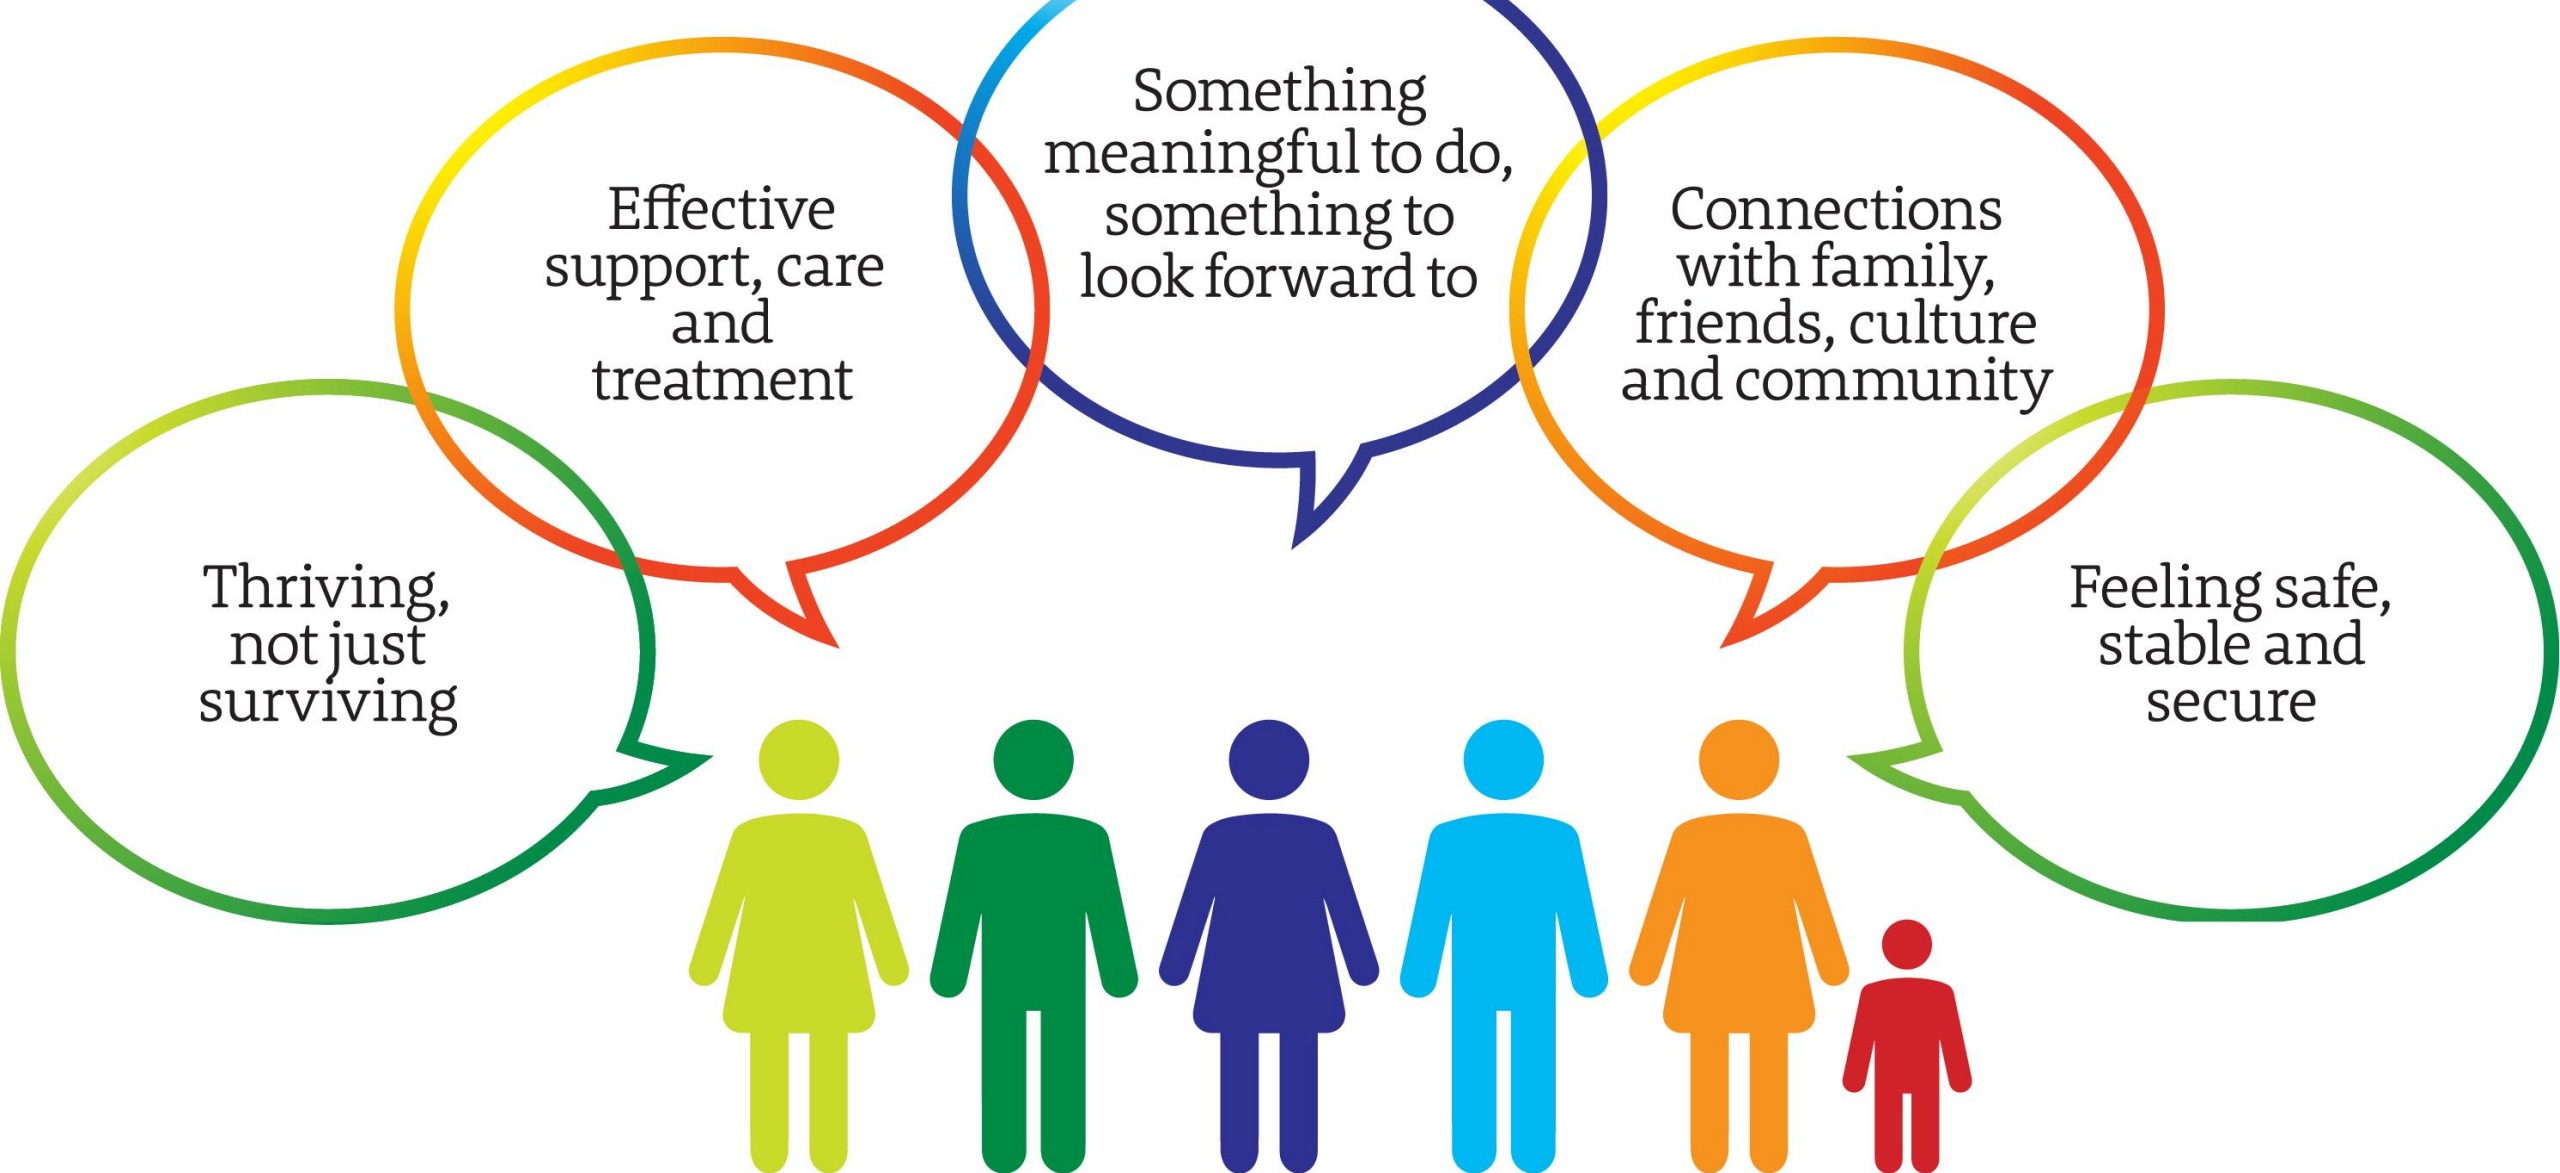 Thriving,
not just
surviving
Effective
support, care
and
treatment
Something
meaningful to do,
something to
look forward to
Connections
with family,
friends, culture
and community
Feeling safe,
stable and
secure